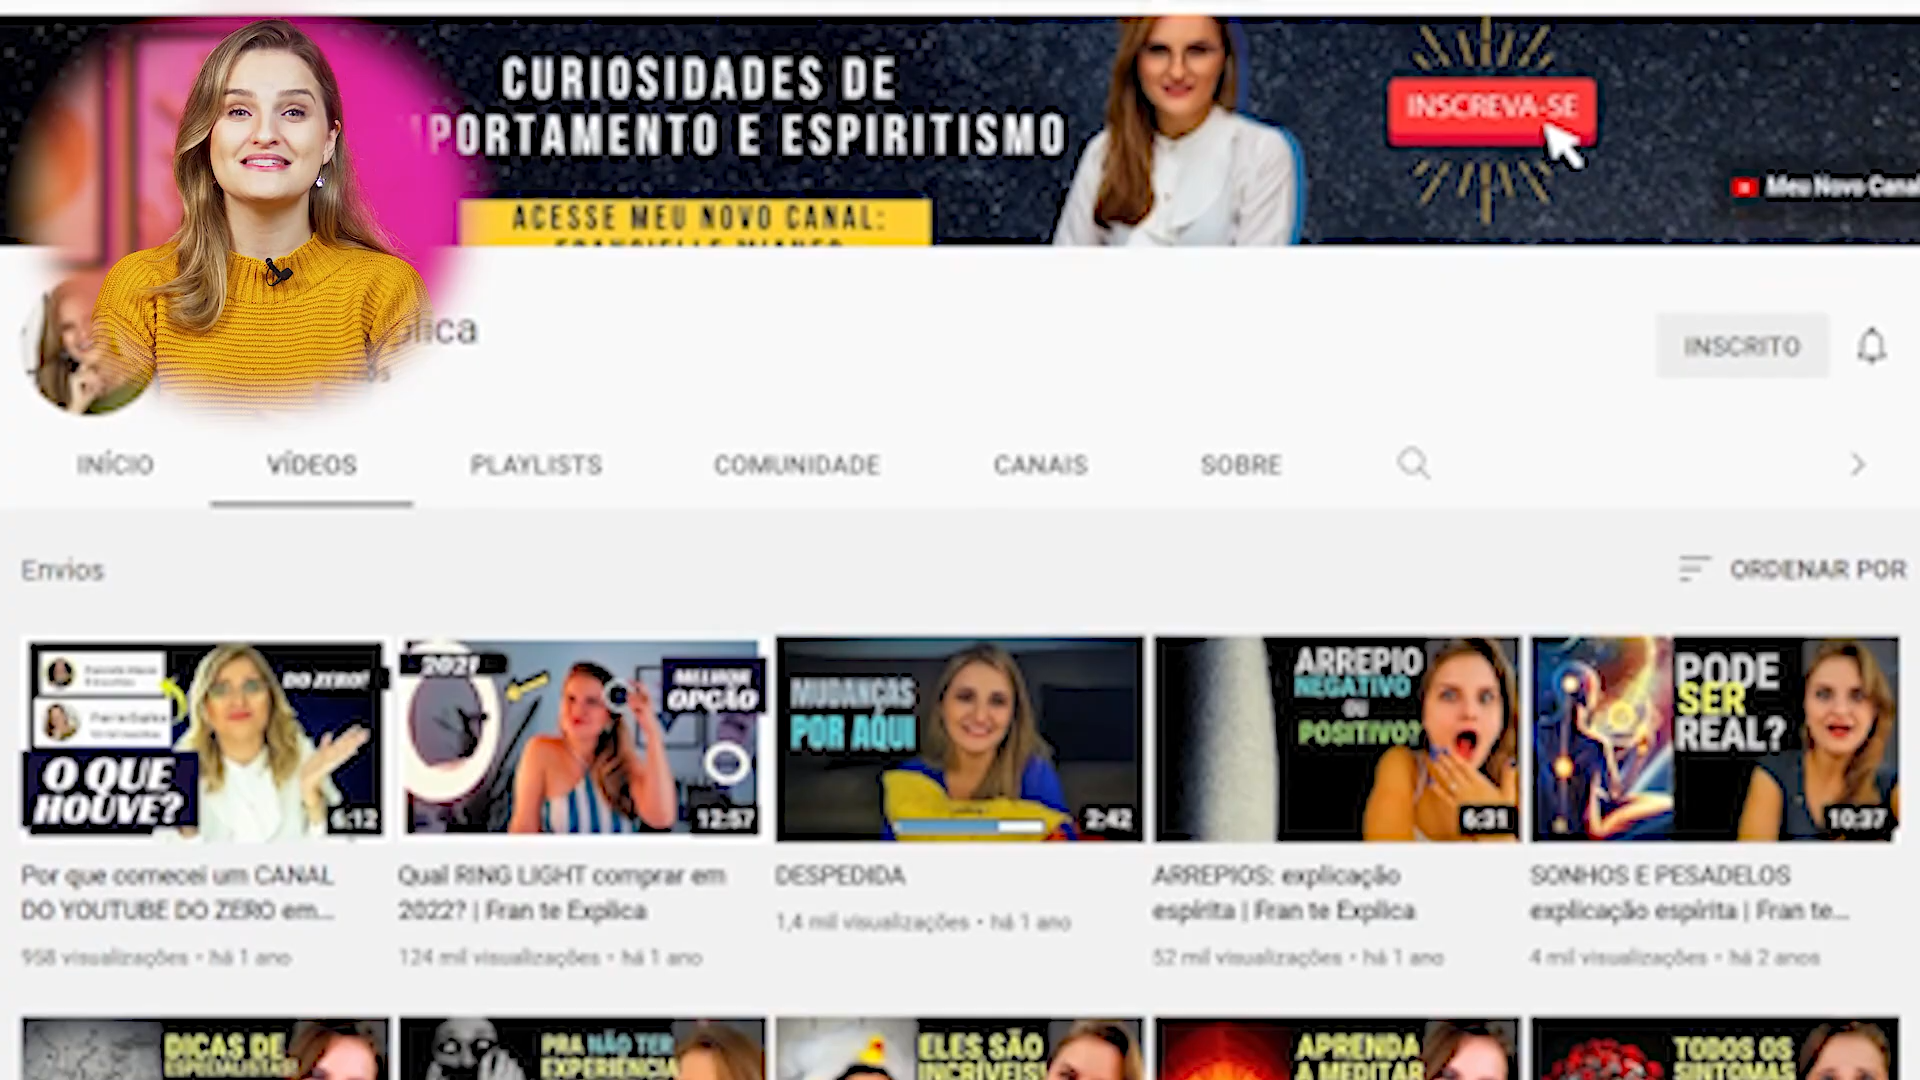 CURIOSIDADES DE
PORTAMENTO E ESPIRITISMO
ACESSE MEU NOVO CANAL:
INSCREVA-SE
Meu Novo Canal
plica
INSCRITO
INÍCIO
VÍDEOS
PLAYLISTS
COMUNIDADE
CANAIS
SOBRE
Envios
ORDENAR POR
DO ZERO!
O QUE
HOUVE?
6:12
Por que comecei um CANAL
DO YOUTUBE DO ZERO em...
958 visualizações • há 1 ano
2021
MELHOR
OPÇÃO
12:57
Qual RING LIGHT comprar em
2022? | Fran te Explica
124 mil visualizações • há 1 ano
MUDANÇAS
POR AQUI
2:42
DESPEDIDA
1,4 mil visualizações • há 1 ano
ARREPIO
NEGATIVO
OU
POSITIVO?
6:31
ARREPIOS: explicação
espírita | Fran te Explica
52 mil visualizações • há 1 ano
PODE
SER
REAL?
10:37
SONHOS E PESADELOS
explicação espírita | Fran te...
4 mil visualizações • há 2 anos
DICAS DE
ESPECIALISTAS!
PRA NÃO TER
EXPERIÊNCIA
ELES SÃO
INCRÍVEIS!
APRENDA
A MEDITAR
TODOS OS
SINTOMAS